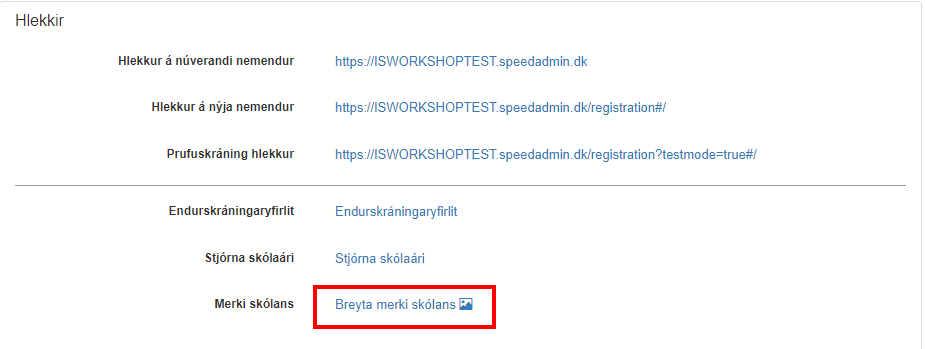 Hlekkir
Hlekkur á núverandi nemendur https://ISWORKSHOPTEST.speedadmin.dk
Hlekkur á nýja nemendur https://ISWORKSHOPTEST.speedadmin.dk/registration#/
Prufuskráning hlekkur https://ISWORKSHOPTEST.speedadmin.dk/registration?testmode=true#/
Endurskráningaryfirlit Endurskráningaryfirlit
Stjórna skólaári Stjórna skólaári
Merki skólans Breyta merki skólans